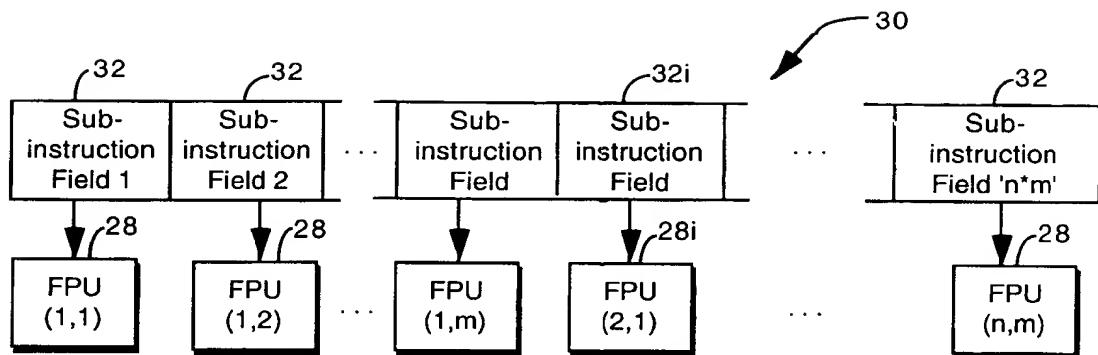 30
32
32
32i
32
Sub-
instruction
Field 1
Sub-
instruction
Field 2
. . .
Sub-
instruction
Field
Sub-
instruction
Field
. . .
Sub-
instruction
Field 'n*m'
28
28
28i
28
FPU
(1,1)
FPU
(1,2)
. . .
FPU
(1,m)
FPU
(2,1)
. . .
FPU
(n,m)